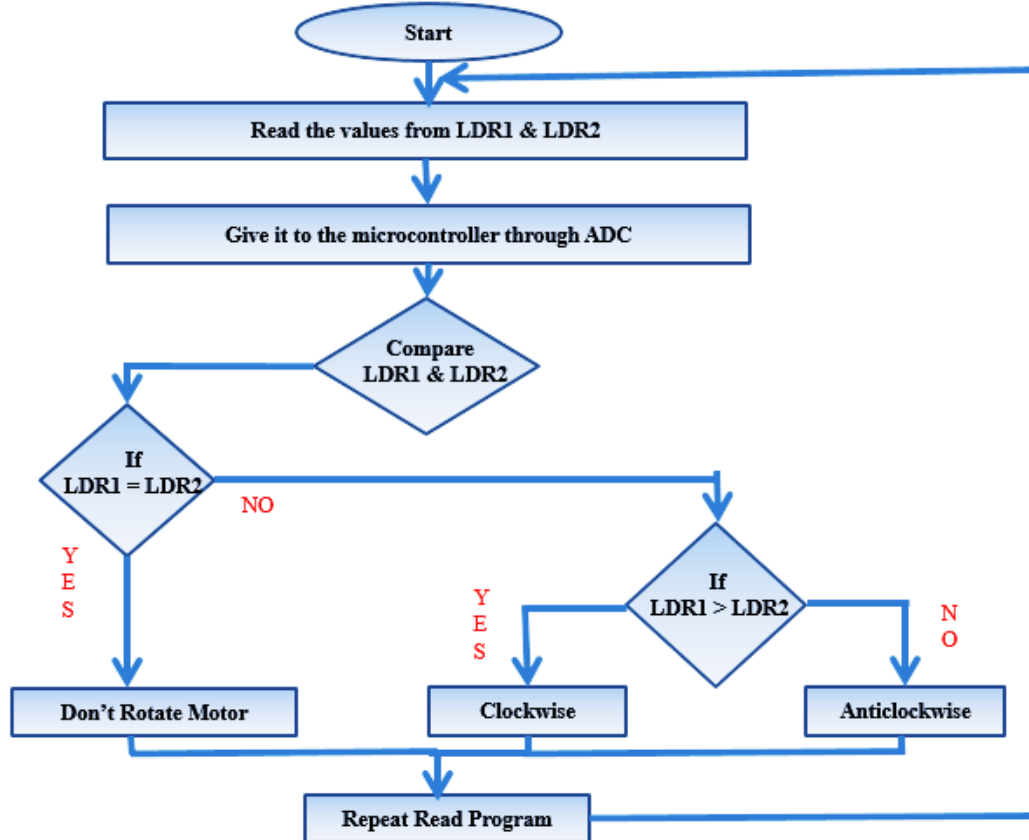 Start
Read the values from LDR1 & LDR2
Give it to the microcontroller through ADC
Compare
LDR1 & LDR2
If
LDR1 = LDR2
NO
Y
E
S
If
LDR1 > LDR2
Y
E
S
N
O
Don't Rotate Motor
Clockwise
Anticlockwise
Repeat Read Program